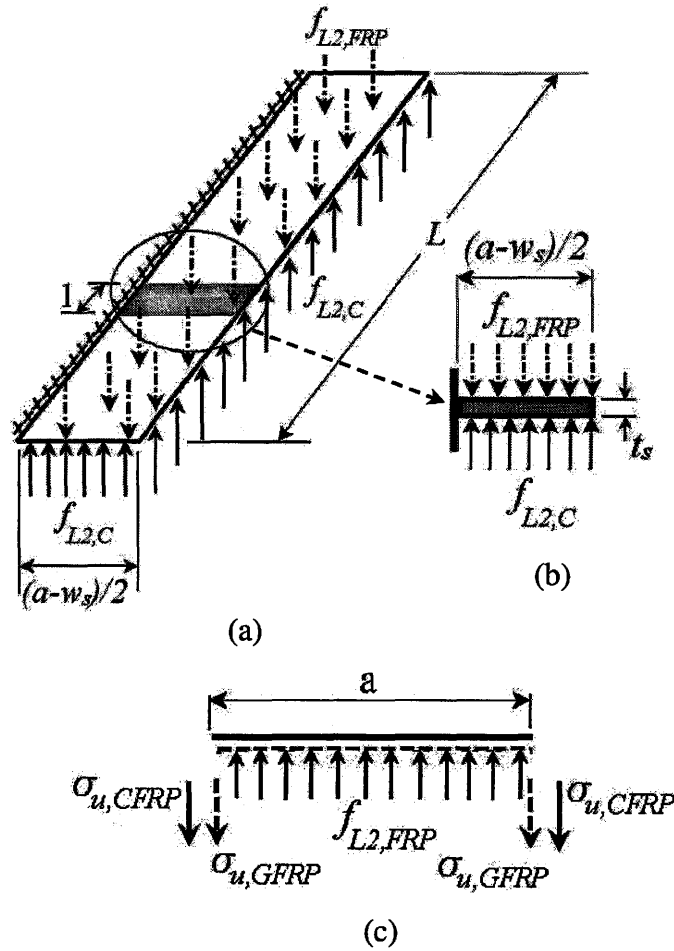 f_{L2,FRP}
L
(a-w_s)/2
f_{L2,FRP}
1
f_{L2,C}
t_s
f_{L2,C}
f_{L2,C}
(a-w_s)/2
(b)
(a)
a
σ_{u,CFRP}
σ_{u,CFRP}
f_{L2,FRP}
σ_{u,GFRP}
σ_{u,GFRP}
(c)